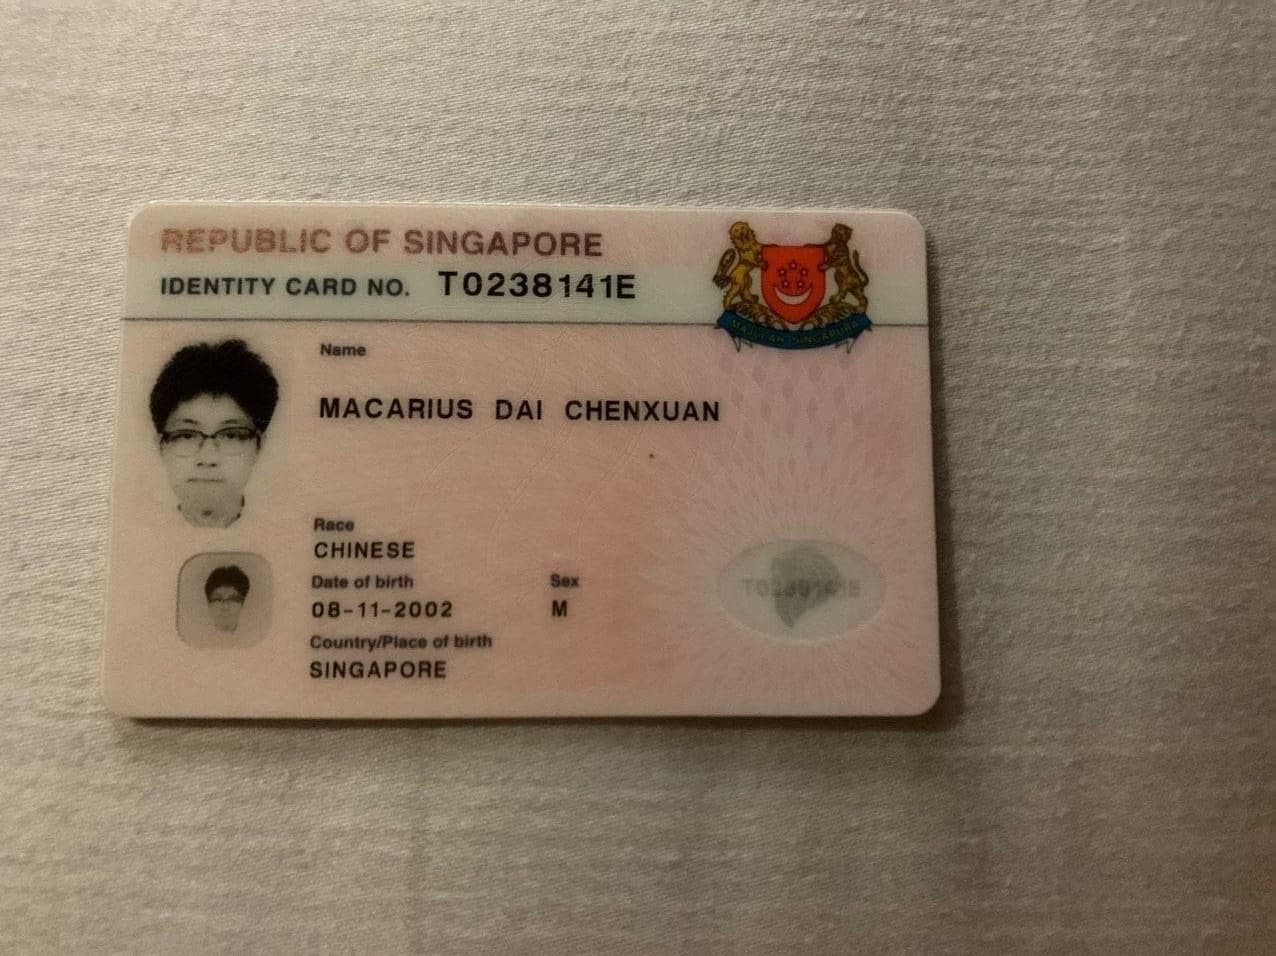 REPUBLIC OF SINGAPORE
IDENTITY CARD NO. T0238141E
MAJULAH SINGAPURA
Name
MACARIUS DAI CHENXUAN
Race
CHINESE
Date of birth Sex
08-11-2002 M
Country/Place of birth
SINGAPORE